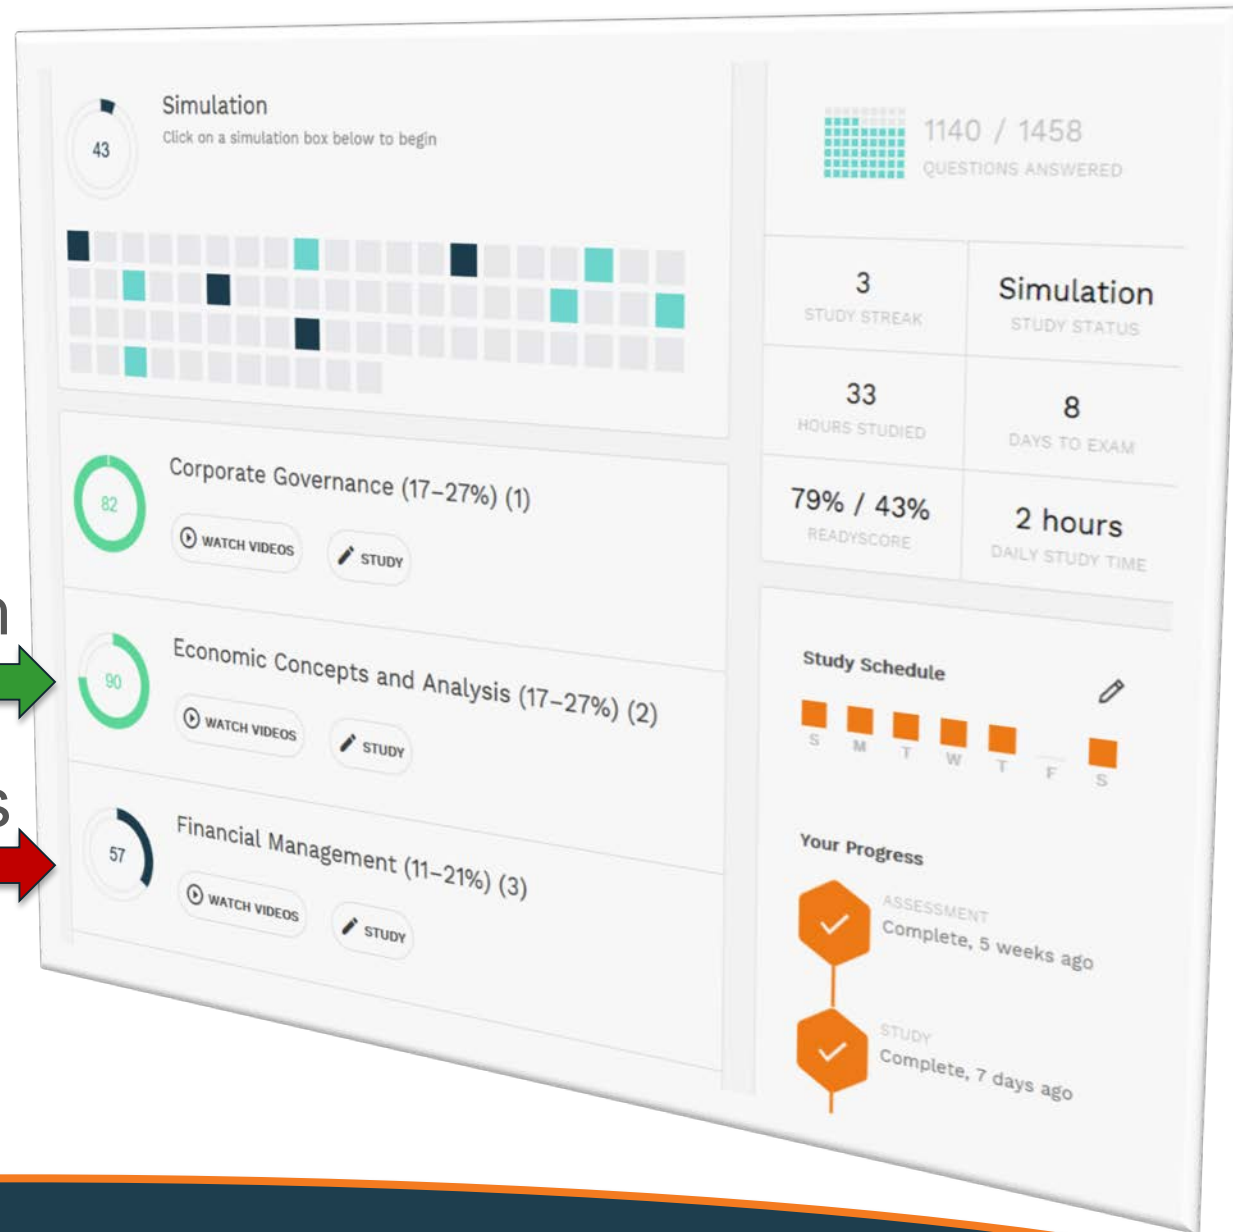 43
Simulation
Click on a simulation box below to begin
82
Corporate Governance (17–27%) (1)
WATCH VIDEOS
STUDY
90
Economic Concepts and Analysis (17–27%) (2)
WATCH VIDEOS
STUDY
57
Financial Management (11–21%) (3)
WATCH VIDEOS
STUDY
1140 / 1458
QUESTIONS ANSWERED
3
STUDY STREAK
Simulation
STUDY STATUS
33
HOURS STUDIED
8
DAYS TO EXAM
79% / 43%
READYSCORE
2 hours
DAILY STUDY TIME
Study Schedule
S M T W T F S
Your Progress
ASSESSMENT
Complete, 5 weeks ago
STUDY
Complete, 7 days ago